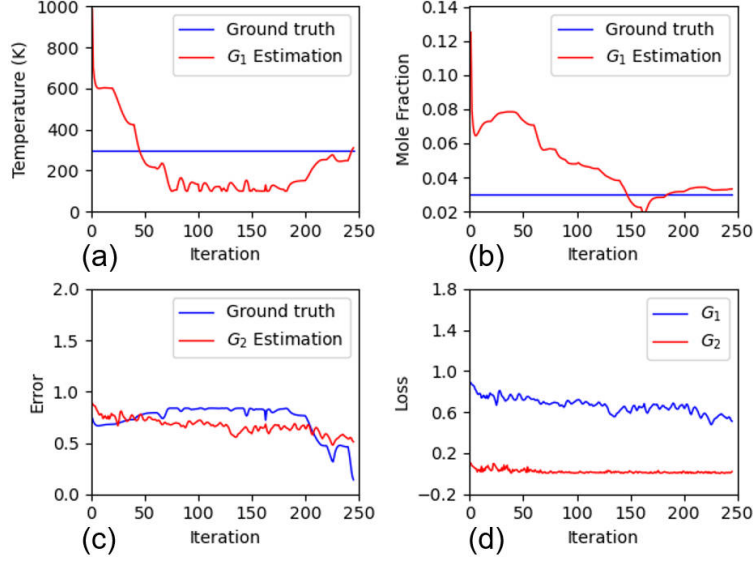 1000
800
600
400
200
0
Temperature (K)
Ground truth
G₁ Estimation
0 50 100 150 200 250
Iteration
(a)
0.14
0.12
0.10
0.08
0.06
0.04
0.02
Mole Fraction
Ground truth
G₁ Estimation
0 50 100 150 200 250
Iteration
(b)
2.0
1.5
1.0
0.5
0.0
Error
Ground truth
G₂ Estimation
0 50 100 150 200 250
Iteration
(c)
1.8
1.4
1.0
0.6
0.2
−0.2
Loss
G₁
G₂
0 50 100 150 200 250
Iteration
(d)